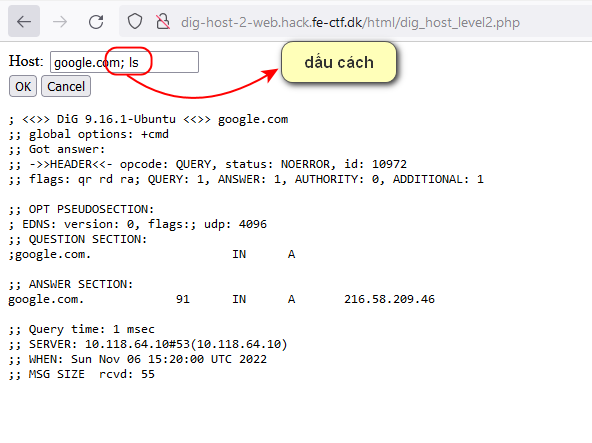 dig-host-2-web.hack.fe-ctf.dk/html/dig_host_level2.php
Host: google.com; ls
dấu cách
OK Cancel
; <<>> DiG 9.16.1-Ubuntu <<>> google.com
;; global options: +cmd
;; Got answer:
;; ->>HEADER<<- opcode: QUERY, status: NOERROR, id: 10972
;; flags: qr rd ra; QUERY: 1, ANSWER: 1, AUTHORITY: 0, ADDITIONAL: 1
;; OPT PSEUDOSECTION:
; EDNS: version: 0, flags:; udp: 4096
;; QUESTION SECTION:
;google.com. IN A
;; ANSWER SECTION:
google.com. 91 IN A 216.58.209.46
;; Query time: 1 msec
;; SERVER: 10.118.64.10#53(10.118.64.10)
;; WHEN: Sun Nov 06 15:20:00 UTC 2022
;; MSG SIZE rcvd: 55